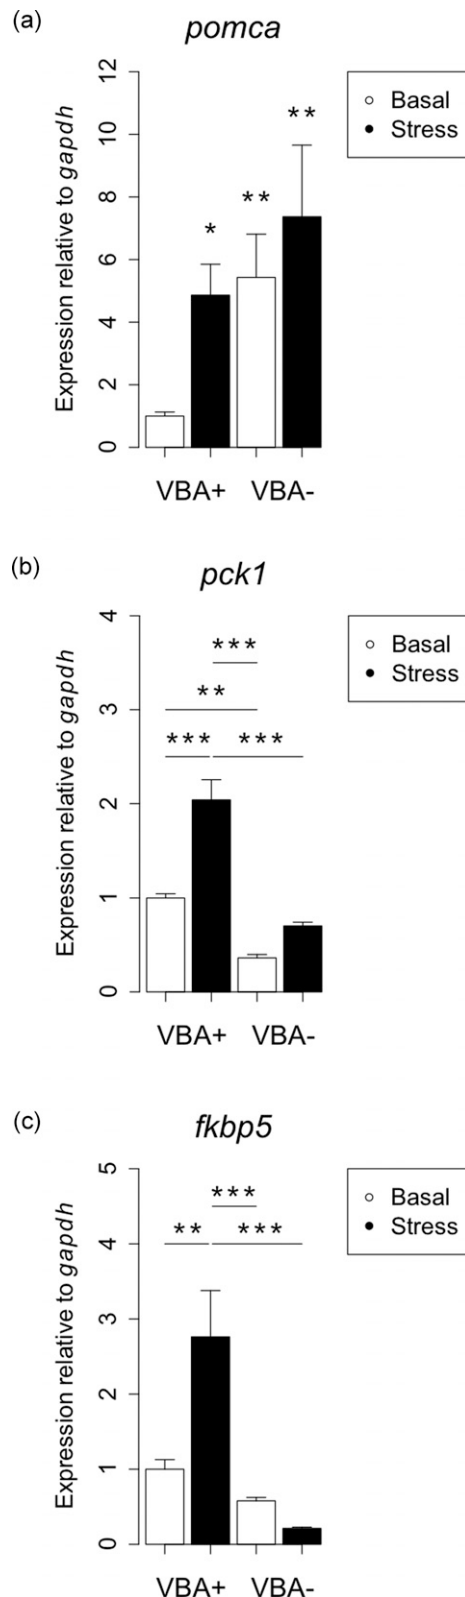 (a)
pomca
Expression relative to gapdh
0 2 4 6 8 10 12
Basal
Stress
*
**
**
VBA+ VBA-
(b)
pck1
Expression relative to gapdh
0 1 2 3 4
Basal
Stress
***
**
*** ***
VBA+ VBA-
(c)
fkbp5
Expression relative to gapdh
0 1 2 3 4 5
Basal
Stress
***
** ***
VBA+ VBA-